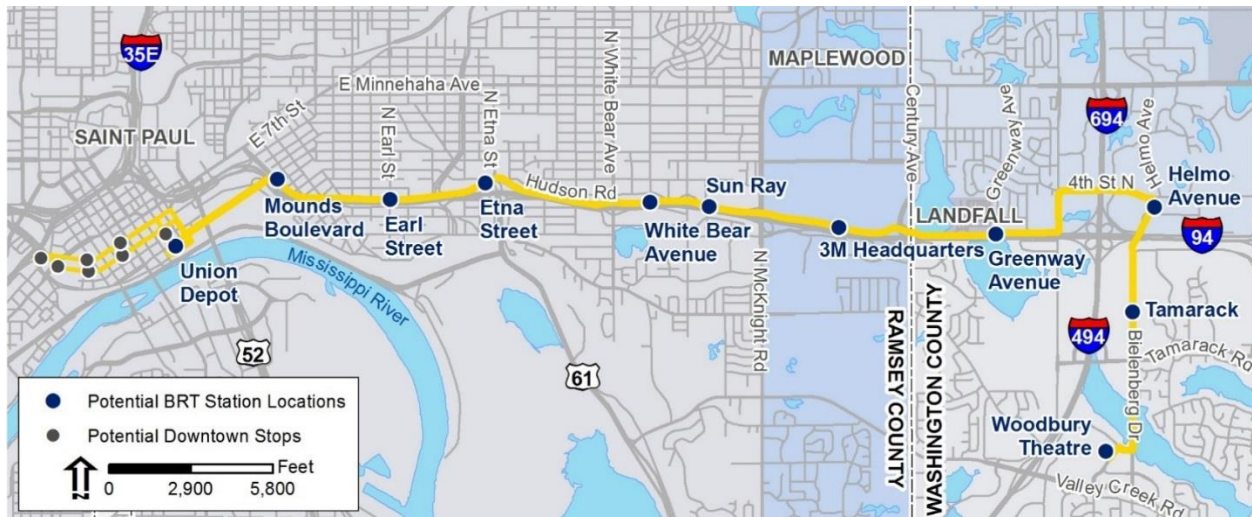 35E
MAPLEWOOD
N White Bear Ave
E Minnehaha Ave
SAINT PAUL
E 7th St
N Earl St
N Etna St
Century Ave
Greenway Ave
694
Helmo Ave
Hudson Rd
4th St N
Helmo
Avenue
Sun Ray
LANDFALL
94
Mounds
Boulevard
Earl
Street
Etna
Street
White Bear
Avenue
3M Headquarters
Greenway
Avenue
Union
Depot
Mississippi River
N McKnight Rd
RAMSEY COUNTY
WASHINGTON COUNTY
Tamarack
494
Tamarack Rd
Bielenberg Dr
52
61
Woodbury
Theatre
Valley Creek Rd
Potential BRT Station Locations
Potential Downtown Stops
N
Feet
0 2,900 5,800